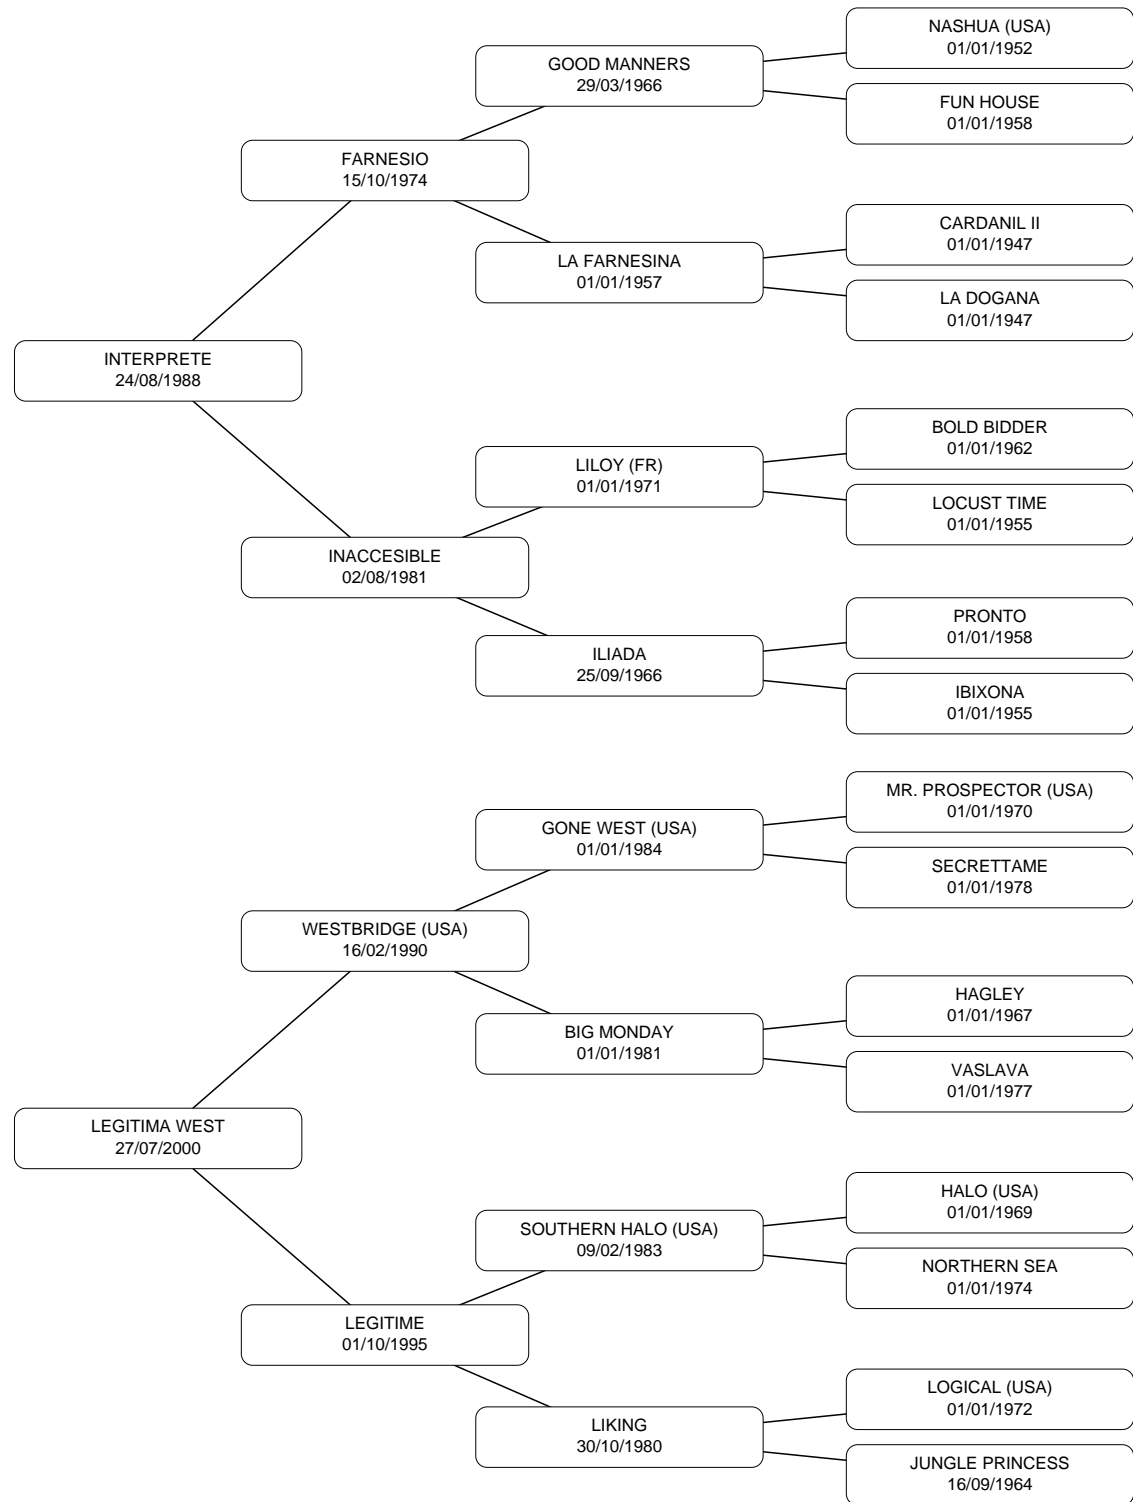 NASHUA (USA)
01/01/1952
GOOD MANNERS
29/03/1966
FUN HOUSE
01/01/1958
FARNESIO
15/10/1974
CARDANIL II
01/01/1947
LA FARNESINA
01/01/1957
LA DOGANA
01/01/1947
INTERPRETE
24/08/1988
BOLD BIDDER
01/01/1962
LILOY (FR)
01/01/1971
LOCUST TIME
01/01/1955
INACCESIBLE
02/08/1981
PRONTO
01/01/1958
ILIADA
25/09/1966
IBIXONA
01/01/1955
MR. PROSPECTOR (USA)
01/01/1970
GONE WEST (USA)
01/01/1984
SECRETTAME
01/01/1978
WESTBRIDGE (USA)
16/02/1990
HAGLEY
01/01/1967
BIG MONDAY
01/01/1981
VASLAVA
01/01/1977
LEGITIMA WEST
27/07/2000
HALO (USA)
01/01/1969
SOUTHERN HALO (USA)
09/02/1983
NORTHERN SEA
01/01/1974
LEGITIME
01/10/1995
LOGICAL (USA)
01/01/1972
LIKING
30/10/1980
JUNGLE PRINCESS
16/09/1964